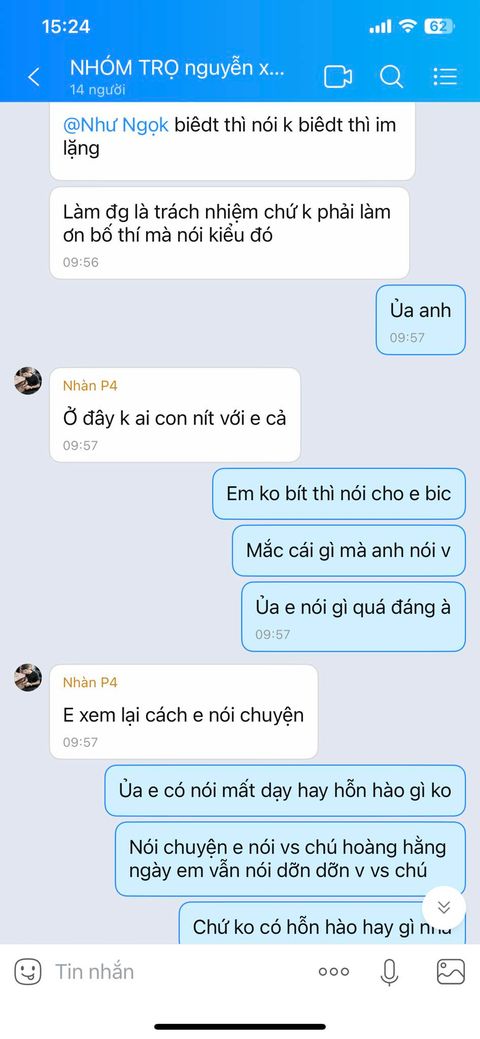 15:24
62
NHÓM TRỌ nguyễn x...
14 người
@Như Ngọk biêdt thì nói k biêdt thì im
lặng
Làm đg là trách nhiệm chứ k phải làm
ơn bố thí mà nói kiểu đó
09:56
Ủa anh
09:57
Nhàn P4
Ở đây k ai con nít với e cả
09:57
Em ko bít thì nói cho e bic
Mắc cái gì mà anh nói v
Ủa e nói gì quá đáng à
09:57
Nhàn P4
E xem lại cách e nói chuyện
09:57
Ủa e có nói mất dạy hay hỗn hào gì ko
Nói chuyện e nói vs chú hoàng hằng
ngày em vẫn nói dỡn dỡn v vs chú
Chứ ko có hỗn hào hay gì
Tin nhắn